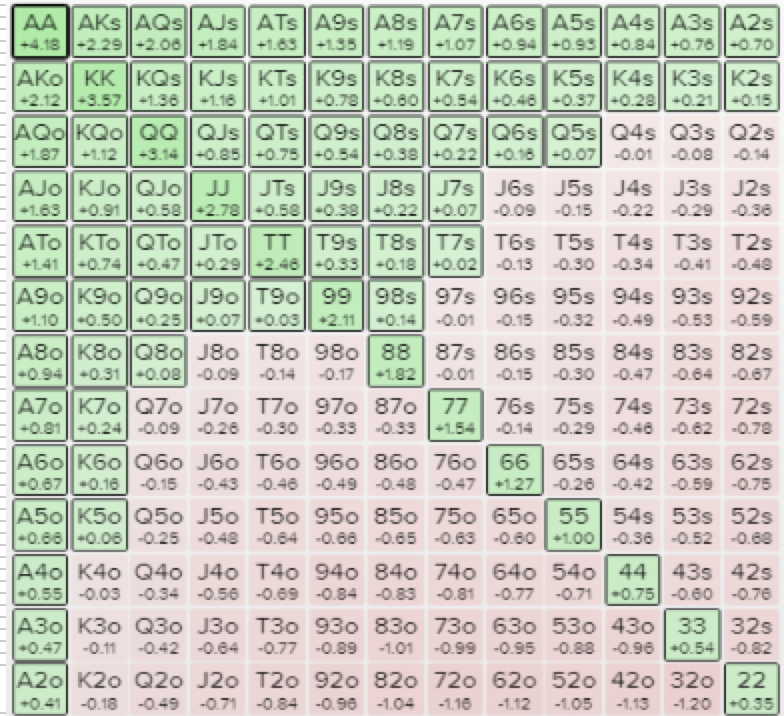 AA AKs AQs AJs ATs A9s A8s A7s A6s A5s A4s A3s A2s
+4.18 +2.29 +2.06 +1.84 +1.63 +1.35 +1.19 +1.07 +0.94 +0.93 +0.84 +0.76 +0.70
AKo KK KQs KJs KTs K9s K8s K7s K6s K5s K4s K3s K2s
+2.12 +3.57 +1.36 +1.16 +1.01 +0.78 +0.60 +0.54 +0.46 +0.37 +0.28 +0.21 +0.15
AQo KQo QQ QJs QTs Q9s Q8s Q7s Q6s Q5s Q4s Q3s Q2s
+1.87 +1.12 +3.14 +0.85 +0.75 +0.54 +0.38 +0.22 +0.16 +0.07 -0.01 -0.08 -0.14
AJo KJo QJo JJ JTs J9s J8s J7s J6s J5s J4s J3s J2s
+1.63 +0.91 +0.58 +2.78 +0.58 +0.38 +0.22 +0.07 -0.09 -0.15 -0.22 -0.29 -0.36
ATo KTo QTo JTo TT T9s T8s T7s T6s T5s T4s T3s T2s
+1.41 +0.74 +0.47 +0.29 +2.46 +0.33 +0.18 +0.02 -0.13 -0.30 -0.34 -0.41 -0.48
A9o K9o Q9o J9o T9o 99 98s 97s 96s 95s 94s 93s 92s
+1.10 +0.50 +0.25 +0.07 +0.03 +2.11 +0.14 -0.01 -0.15 -0.32 -0.49 -0.53 -0.59
A8o K8o Q8o J8o T8o 98o 88 87s 86s 85s 84s 83s 82s
+0.94 +0.31 +0.08 -0.09 -0.14 -0.17 +1.82 -0.01 -0.15 -0.30 -0.47 -0.64 -0.67
A7o K7o Q7o J7o T7o 97o 87o 77 76s 75s 74s 73s 72s
+0.81 +0.24 -0.09 -0.26 -0.30 -0.33 -0.33 +1.54 -0.14 -0.29 -0.46 -0.62 -0.78
A6o K6o Q6o J6o T6o 96o 86o 76o 66 65s 64s 63s 62s
+0.67 +0.16 -0.15 -0.43 -0.46 -0.49 -0.48 -0.47 +1.27 -0.26 -0.42 -0.59 -0.75
A5o K5o Q5o J5o T5o 95o 85o 75o 65o 55 54s 53s 52s
+0.66 +0.06 -0.25 -0.48 -0.64 -0.66 -0.65 -0.63 -0.60 +1.00 -0.36 -0.52 -0.68
A4o K4o Q4o J4o T4o 94o 84o 74o 64o 54o 44 43s 42s
+0.55 -0.03 -0.34 -0.56 -0.69 -0.84 -0.83 -0.81 -0.77 -0.71 +0.75 -0.60 -0.76
A3o K3o Q3o J3o T3o 93o 83o 73o 63o 53o 43o 33 32s
+0.47 -0.11 -0.42 -0.64 -0.77 -0.89 -1.01 -0.99 -0.95 -0.88 -0.96 +0.54 -0.82
A2o K2o Q2o J2o T2o 92o 82o 72o 62o 52o 42o 32o 22
+0.41 -0.18 -0.49 -0.71 -0.84 -0.96 -1.04 -1.16 -1.12 -1.05 -1.13 -1.20 +0.35